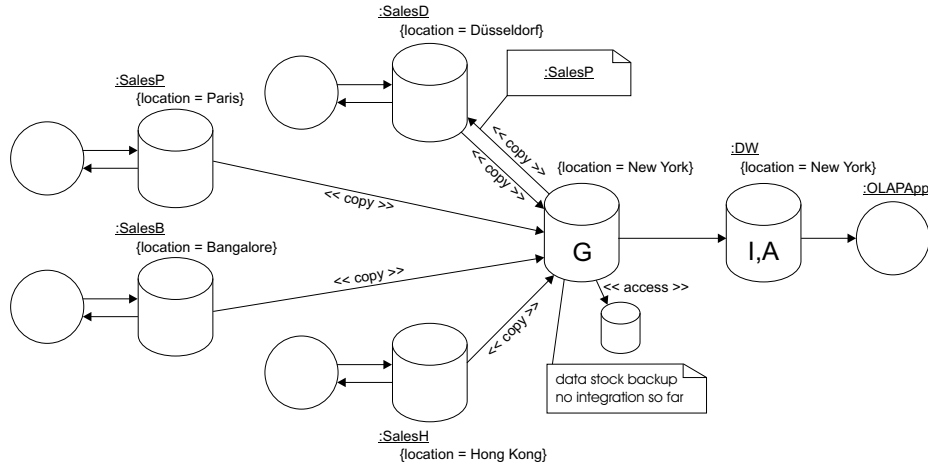 :SalesD
{location = Düsseldorf}
:SalesP
:SalesP
{location = Paris}
<< copy >>
<< copy >>
{location = New York}
:DW
{location = New York}
:OLAPApp
<< copy >>
:SalesB
{location = Bangalore}
G
I,A
<< copy >>
<< access >>
<< copy >>
data stock backup
no integration so far
:SalesH
{location = Hong Kong}